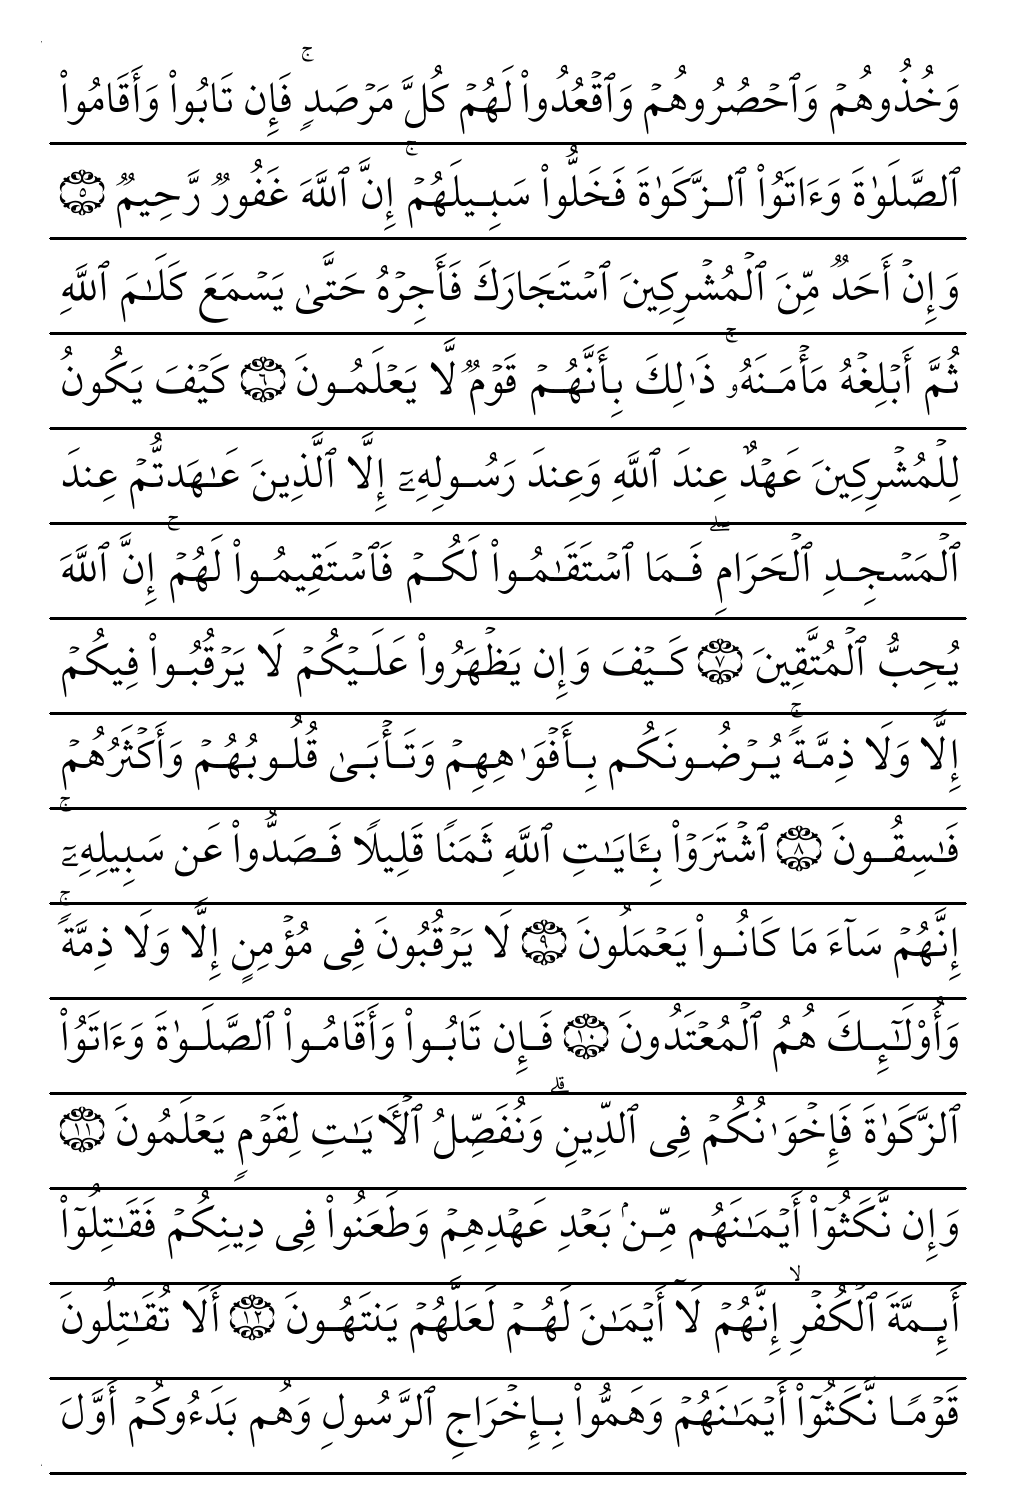 وَخُذُوهُمۡ وَٱحۡصُرُوهُمۡ وَٱقۡعُدُواْ لَهُمۡ كُلَّ مَرۡصَدٖۚ فَإِن تَابُواْ وَأَقَامُواْ
ٱلصَّلَوٰةَ وَءَاتَوُاْ ٱلزَّكَوٰةَ فَخَلُّواْ سَبِيلَهُمۡۚ إِنَّ ٱللَّهَ غَفُورٞ رَّحِيمٞ ٥
وَإِنۡ أَحَدٞ مِّنَ ٱلۡمُشۡرِكِينَ ٱسۡتَجَارَكَ فَأَجِرۡهُ حَتَّىٰ يَسۡمَعَ كَلَٰمَ ٱللَّهِ
ثُمَّ أَبۡلِغۡهُ مَأۡمَنَهُۥۚ ذَٰلِكَ بِأَنَّهُمۡ قَوۡمٞ لَّا يَعۡلَمُونَ ٦ كَيۡفَ يَكُونُ
لِلۡمُشۡرِكِينَ عَهۡدٌ عِندَ ٱللَّهِ وَعِندَ رَسُولِهِۦٓ إِلَّا ٱلَّذِينَ عَٰهَدتُّمۡ عِندَ
ٱلۡمَسۡجِدِ ٱلۡحَرَامِۖ فَمَا ٱسۡتَقَٰمُواْ لَكُمۡ فَٱسۡتَقِيمُواْ لَهُمۡۚ إِنَّ ٱللَّهَ
يُحِبُّ ٱلۡمُتَّقِينَ ٧ كَيۡفَ وَإِن يَظۡهَرُواْ عَلَيۡكُمۡ لَا يَرۡقُبُواْ فِيكُمۡ
إِلّٗا وَلَا ذِمَّةٗۚ يُرۡضُونَكُم بِأَفۡوَٰهِهِمۡ وَتَأۡبَىٰ قُلُوبُهُمۡ وَأَكۡثَرُهُمۡ
فَٰسِقُونَ ٨ ٱشۡتَرَوۡاْ بِـَٔايَٰتِ ٱللَّهِ ثَمَنٗا قَلِيلٗا فَصَدُّواْ عَن سَبِيلِهِۦٓۚ
إِنَّهُمۡ سَآءَ مَا كَانُواْ يَعۡمَلُونَ ٩ لَا يَرۡقُبُونَ فِي مُؤۡمِنٍ إِلّٗا وَلَا ذِمَّةٗۚ
وَأُوْلَٰٓئِكَ هُمُ ٱلۡمُعۡتَدُونَ ١٠ فَإِن تَابُواْ وَأَقَامُواْ ٱلصَّلَوٰةَ وَءَاتَوُاْ
ٱلزَّكَوٰةَ فَإِخۡوَٰنُكُمۡ فِي ٱلدِّينِۗ وَنُفَصِّلُ ٱلۡأٓيَٰتِ لِقَوۡمٖ يَعۡلَمُونَ ١١
وَإِن نَّكَثُوٓاْ أَيۡمَٰنَهُم مِّنۢ بَعۡدِ عَهۡدِهِمۡ وَطَعَنُواْ فِي دِينِكُمۡ فَقَٰتِلُوٓاْ
أَئِمَّةَ ٱلۡكُفۡرِ إِنَّهُمۡۙ لَآ أَيۡمَٰنَ لَهُمۡ لَعَلَّهُمۡ يَنتَهُونَ ١٢ أَلَا تُقَٰتِلُونَ
قَوۡمٗا نَّكَثُوٓاْ أَيۡمَٰنَهُمۡ وَهَمُّواْ بِإِخۡرَاجِ ٱلرَّسُولِ وَهُم بَدَءُوكُمۡ أَوَّلَ